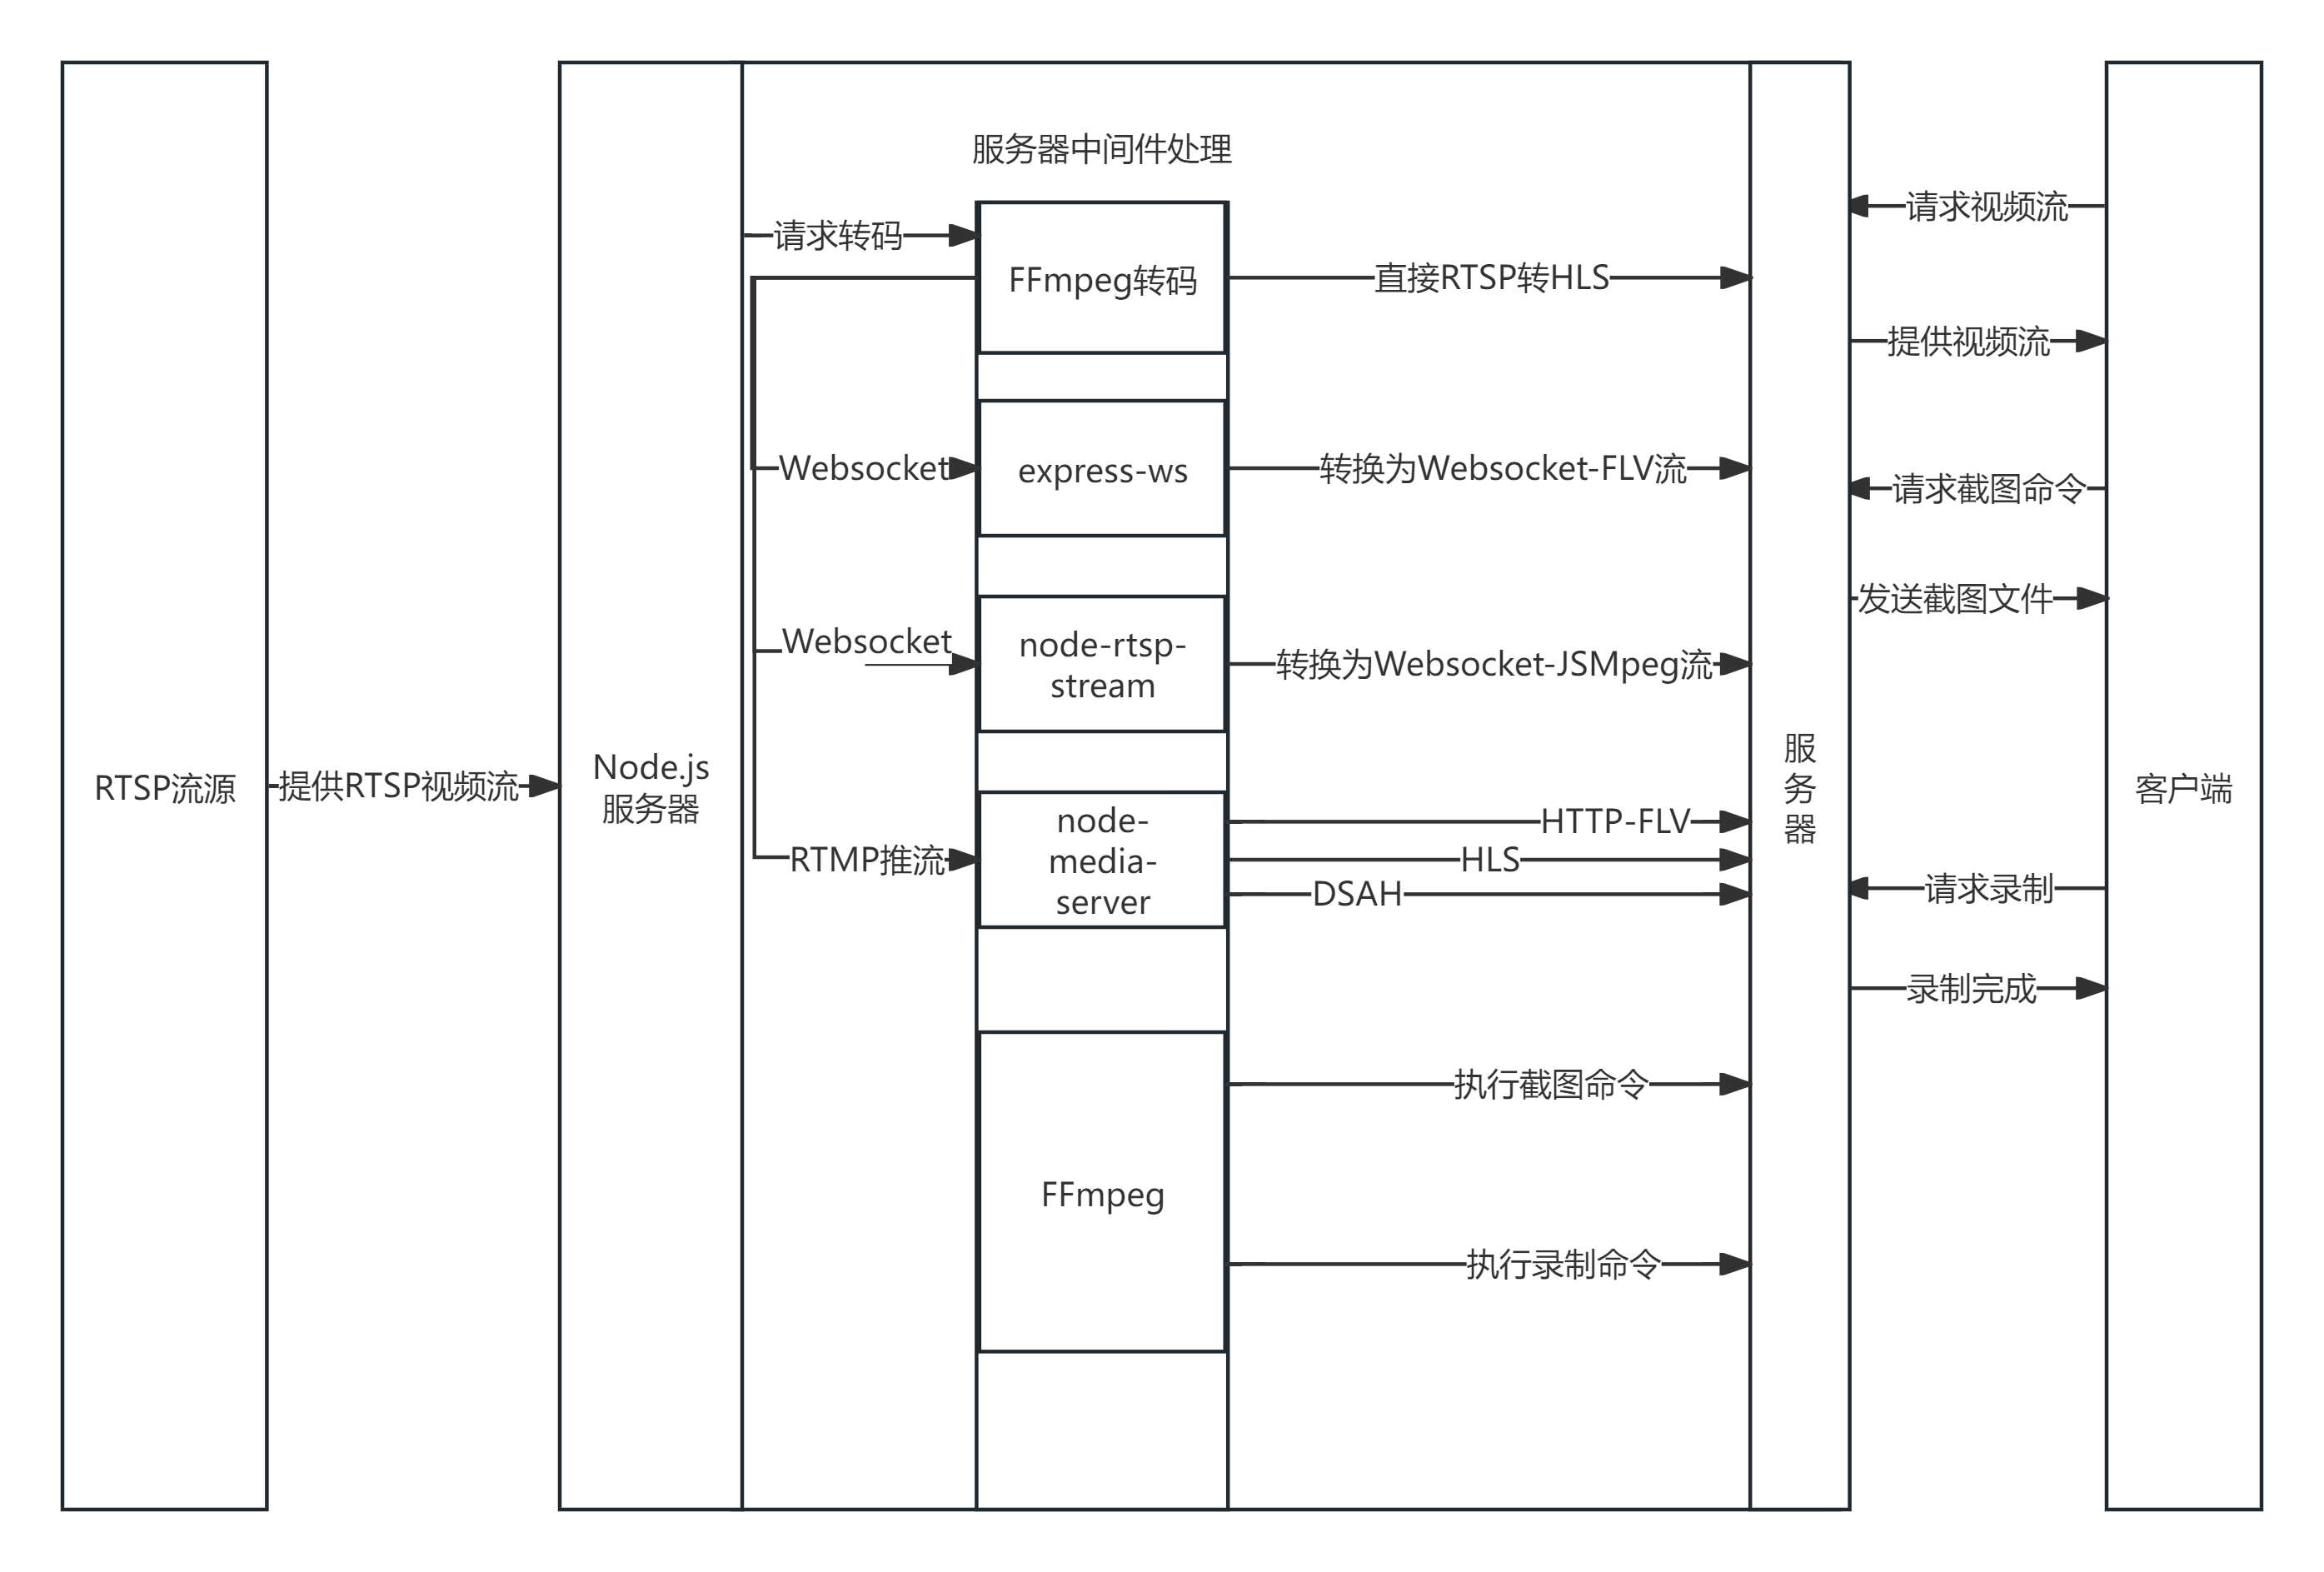 服务器中间件处理
请求视频流
请求转码
FFmpeg转码
直接RTSP转HLS
提供视频流
Websocket
express-ws
转换为Websocket-FLV流
请求截图命令
发送截图文件
Websocket
node-rtsp-
stream
转换为Websocket-JSMpeg流
RTSP流源
提供RTSP视频流
Node.js
服务器
服
务
器
客户端
RTMP推流
node-
media-
server
HTTP-FLV
HLS
DSAH
请求录制
录制完成
执行截图命令
FFmpeg
执行录制命令